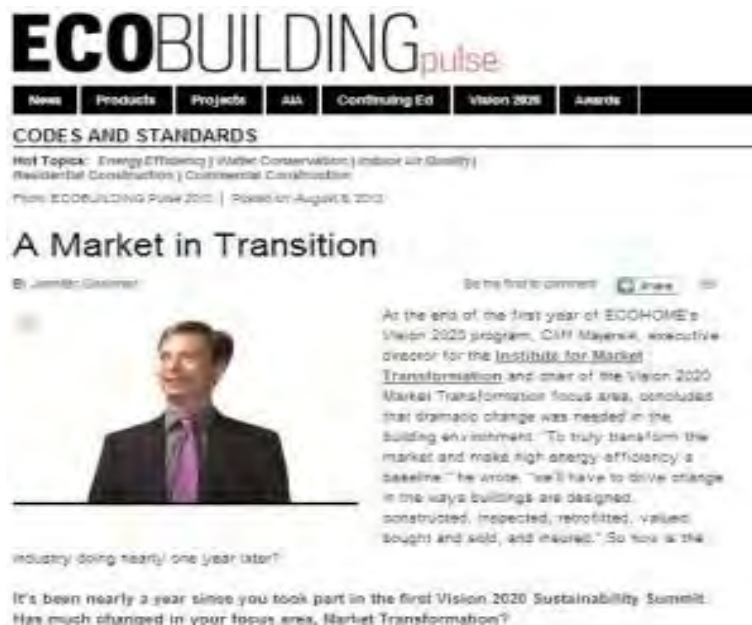 ECOBUILDINGpulse
News Products Projects AIA Continuing Ed Vision 2020 Awards
CODES AND STANDARDS
Hot Topics: Energy Efficiency | Water Conservation | Indoor Air Quality |
Residential Construction | Commercial Construction
From: ECOBUILDING Pulse 2013 | Posted on: August 2013
A Market in Transition
By Jennifer
Be the first to comment Share
At the end of the first year of ECOHOME's
Vision 2020 program, Cliff Majersik, executive
director for the Institute for Market
Transformation and chair of the Vision 2020
Market Transformation focus area, concluded
that dramatic change was needed in the
building environment. "To truly transform the
market and make high energy efficiency a
baseline," he wrote, "we'll have to drive change
in the ways buildings are designed,
constructed, inspected, retrofitted, valued,
bought and sold, and insured." So how is the
industry doing nearly one year later?
It's been nearly a year since you took part in the first Vision 2020 Sustainability Summit.
Has much changed in your focus area, Market Transformation?